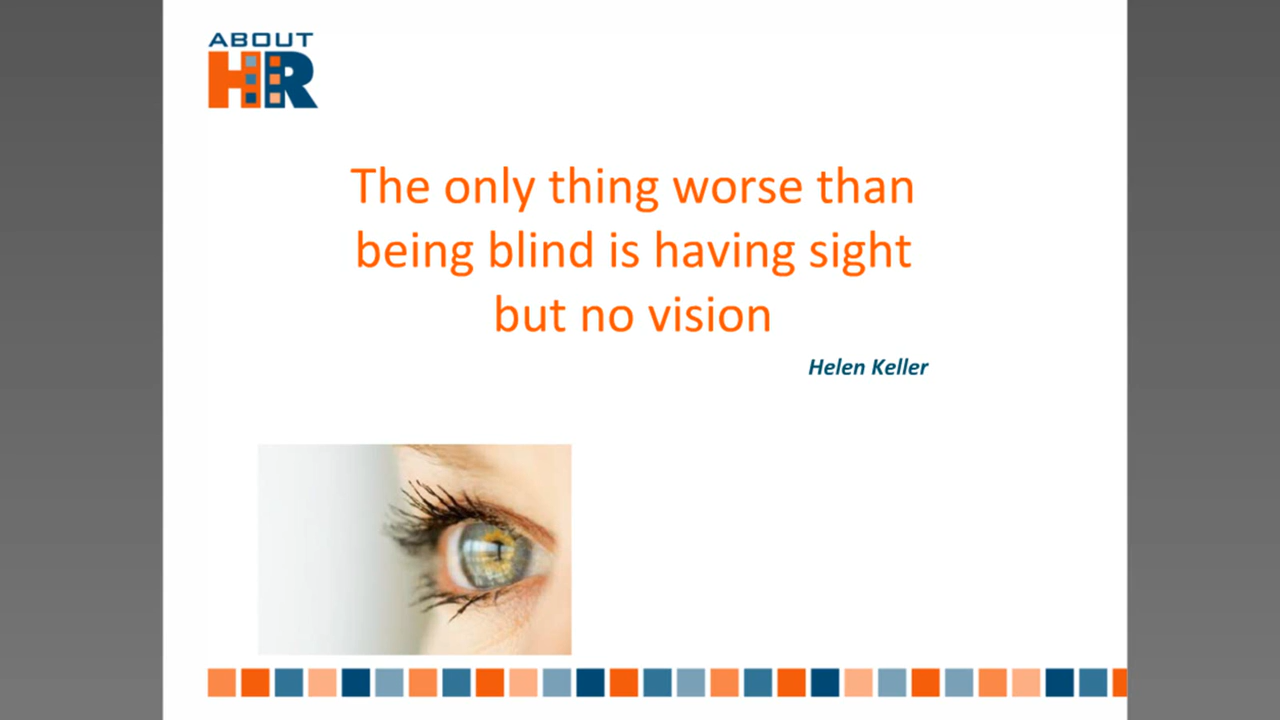 ABOUT
HR
The only thing worse than
being blind is having sight
but no vision
Helen Keller